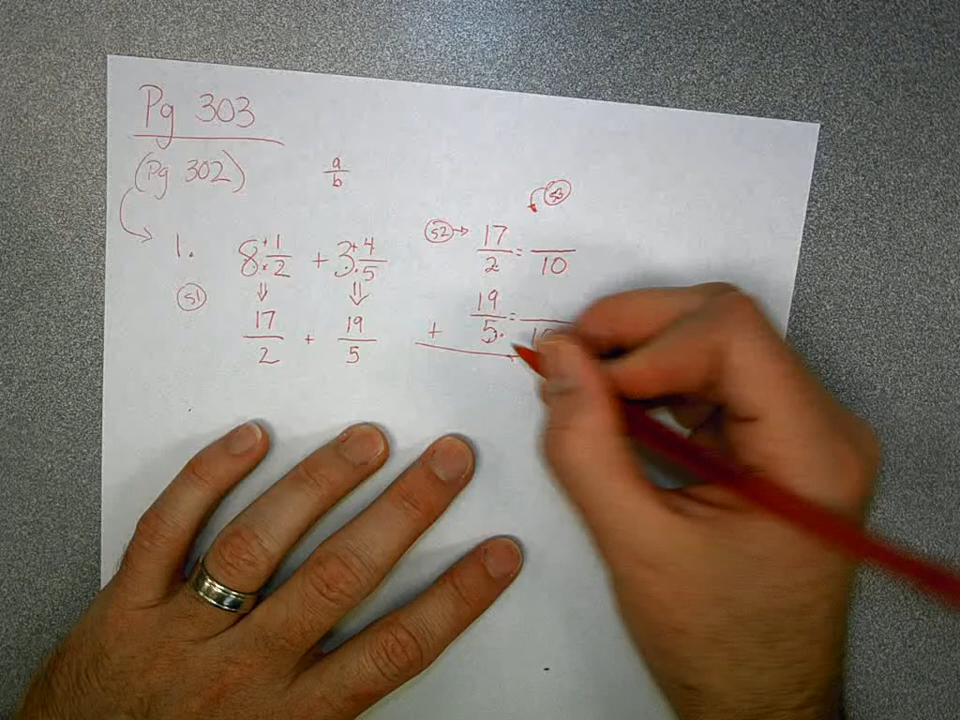 Pg 303
(Pg 302)
a/b
1. 8 + 1/2 + 3 + 4/5
S1
17/2 + 19/5
S3
S2 → 17/2 = /10
+ 19/5 =